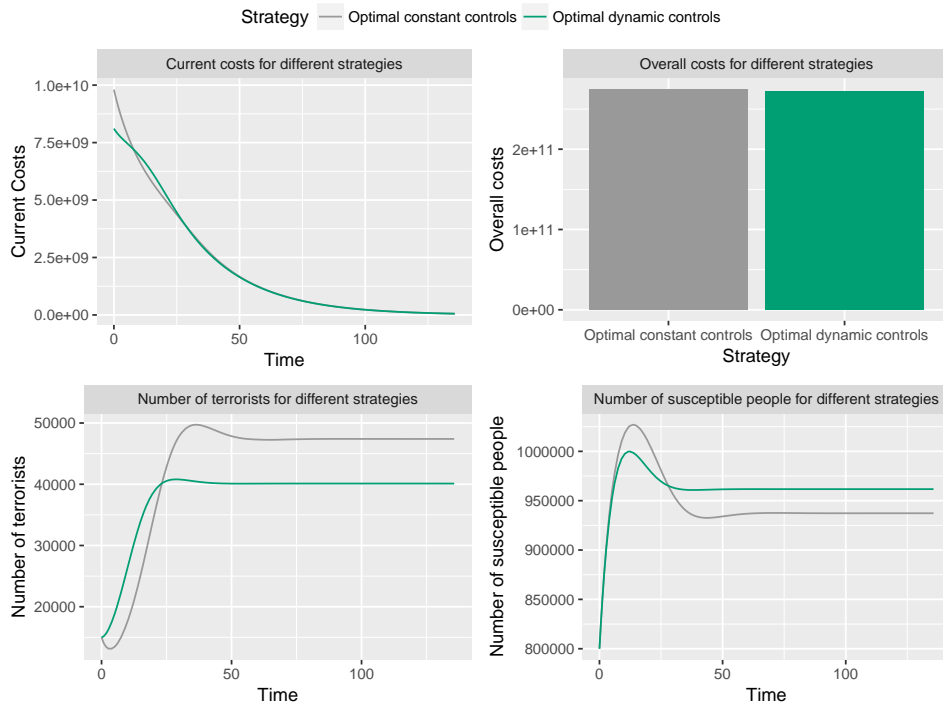 Strategy Optimal constant controls Optimal dynamic controls
Current costs for different strategies
1.0e+10
7.5e+09
5.0e+09
2.5e+09
0.0e+00
Current Costs
0 50 100
Time
Overall costs for different strategies
2e+11
1e+11
0e+00
Overall costs
Optimal constant controls Optimal dynamic controls
Strategy
Number of terrorists for different strategies
50000
40000
30000
20000
Number of terrorists
0 50 100
Time
Number of susceptible people for different strategies
1000000
950000
900000
850000
800000
Number of susceptible people
0 50 100
Time